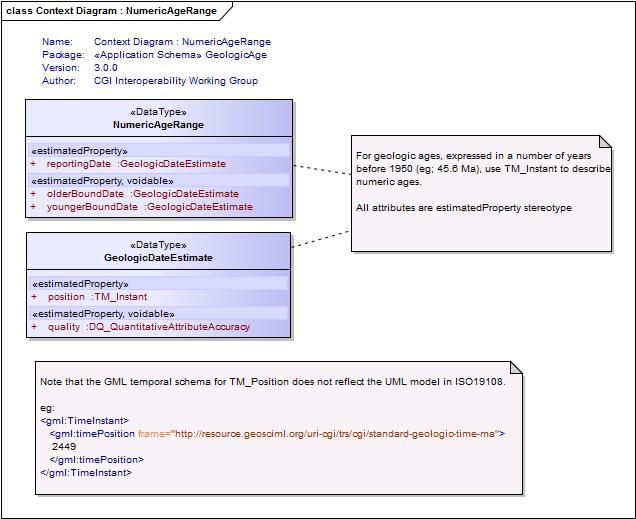 class Context Diagram : NumericAgeRange
Name: Context Diagram : NumericAgeRange
Package: «Application Schema» GeologicAge
Version: 3.0.0
Author: CGI Interoperability Working Group
«DataType»
NumericAgeRange
«estimatedProperty»
+ reportingDate :GeologicDateEstimate
«estimatedProperty, voidable»
+ olderBoundDate :GeologicDateEstimate
+ youngerBoundDate :GeologicDateEstimate
For geologic ages, expressed in a number of years
before 1950 (eg; 45.6 Ma), use TM_Instant to describe
numeric ages.
All attributes are estimatedProperty stereotype
«DataType»
GeologicDateEstimate
«estimatedProperty»
+ position :TM_Instant
«estimatedProperty, voidable»
+ quality :DQ_QuantitativeAttributeAccuracy
Note that the GML temporal schema for TM_Position does not reflect the UML model in ISO19108.
eg:
<gml:TimeInstant>
<gml:timePosition frame="http://resource.geosciml.org/uri-cgi/trs/cgi/standard-geologic-time-ma">
2449
</gml:timePosition>
</gml:TimeInstant>